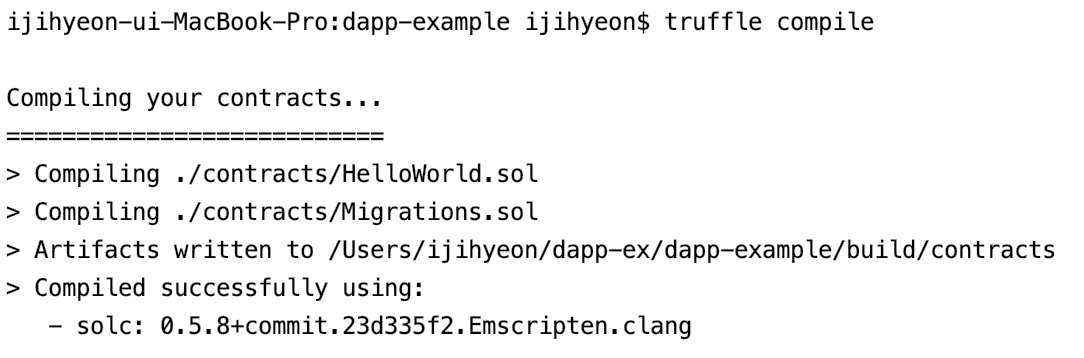 ijihyeon-ui-MacBook-Pro:dapp-example ijihyeon$ truffle compile
Compiling your contracts...
===========================
> Compiling ./contracts/HelloWorld.sol
> Compiling ./contracts/Migrations.sol
> Artifacts written to /Users/ijihyeon/dapp-ex/dapp-example/build/contracts
> Compiled successfully using:
   - solc: 0.5.8+commit.23d335f2.Emscripten.clang